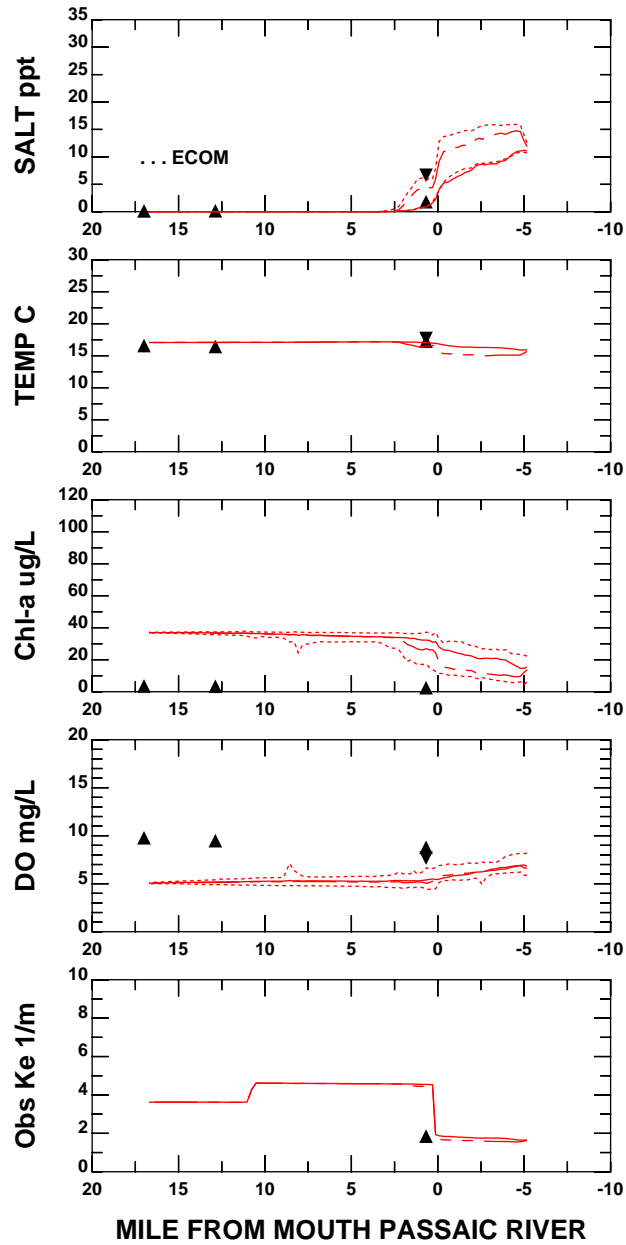 SALT ppt
35
30
25
20
15
10
5
0
. . . ECOM
20 15 10 5 0 -5 -10
TEMP C
30
25
20
15
10
5
0
20 15 10 5 0 -5 -10
Chl-a ug/L
120
100
80
60
40
20
0
20 15 10 5 0 -5 -10
DO mg/L
20
15
10
5
0
20 15 10 5 0 -5 -10
Obs Ke 1/m
10
8
6
4
2
0
20 15 10 5 0 -5 -10
MILE FROM MOUTH PASSAIC RIVER